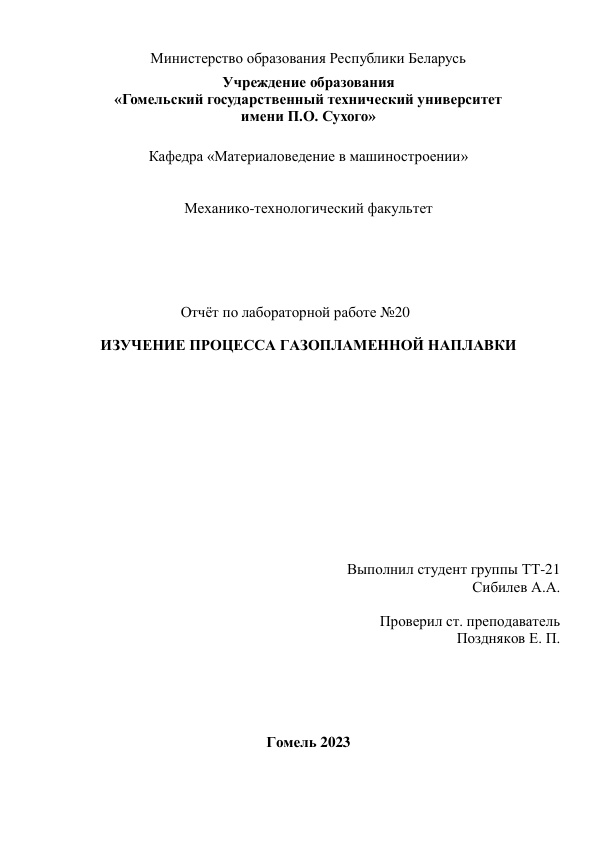 Министерство образования Республики Беларусь
Учреждение образования
«Гомельский государственный технический университет
имени П.О. Сухого»
Кафедра «Материаловедение в машиностроении»
Механико-технологический факультет
Отчёт по лабораторной работе №20
ИЗУЧЕНИЕ ПРОЦЕССА ГАЗОПЛАМЕННОЙ НАПЛАВКИ
Выполнил студент группы ТТ-21
Сибилев А.А.
Проверил ст. преподаватель
Поздняков Е. П.
Гомель 2023